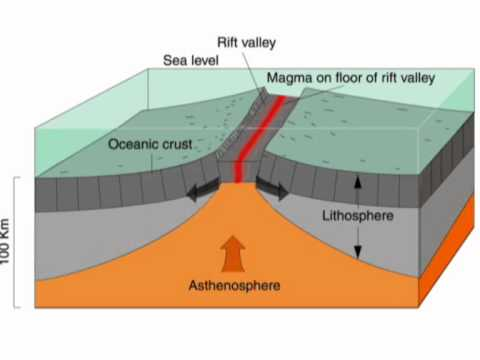 Rift valley
Sea level
Magma on floor of rift valley
Oceanic crust
Lithosphere
100 Km
Asthenosphere